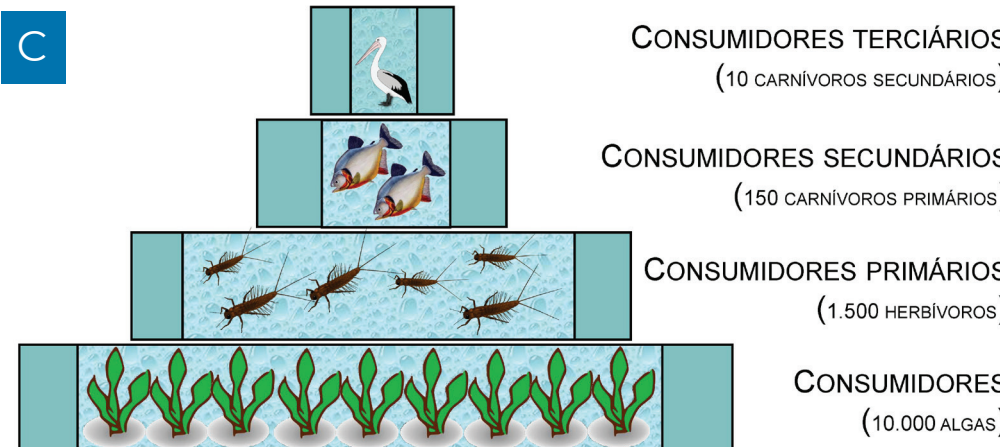 C
CONSUMIDORES TERCIÁRIOS
(10 CARNÍVOROS SECUNDÁRIOS)
CONSUMIDORES SECUNDÁRIOS
(150 CARNÍVOROS PRIMÁRIOS)
CONSUMIDORES PRIMÁRIOS
(1.500 HERBÍVOROS)
CONSUMIDORES
(10.000 ALGAS)